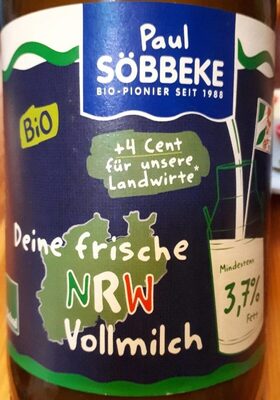 Paul
SÖBBEKE
BIO-PIONIER SEIT 1988
BiO
+4 Cent
für unsere
Landwirte*
Deine frische
NRW
Vollmilch
Mindestens
3,7%
Fett